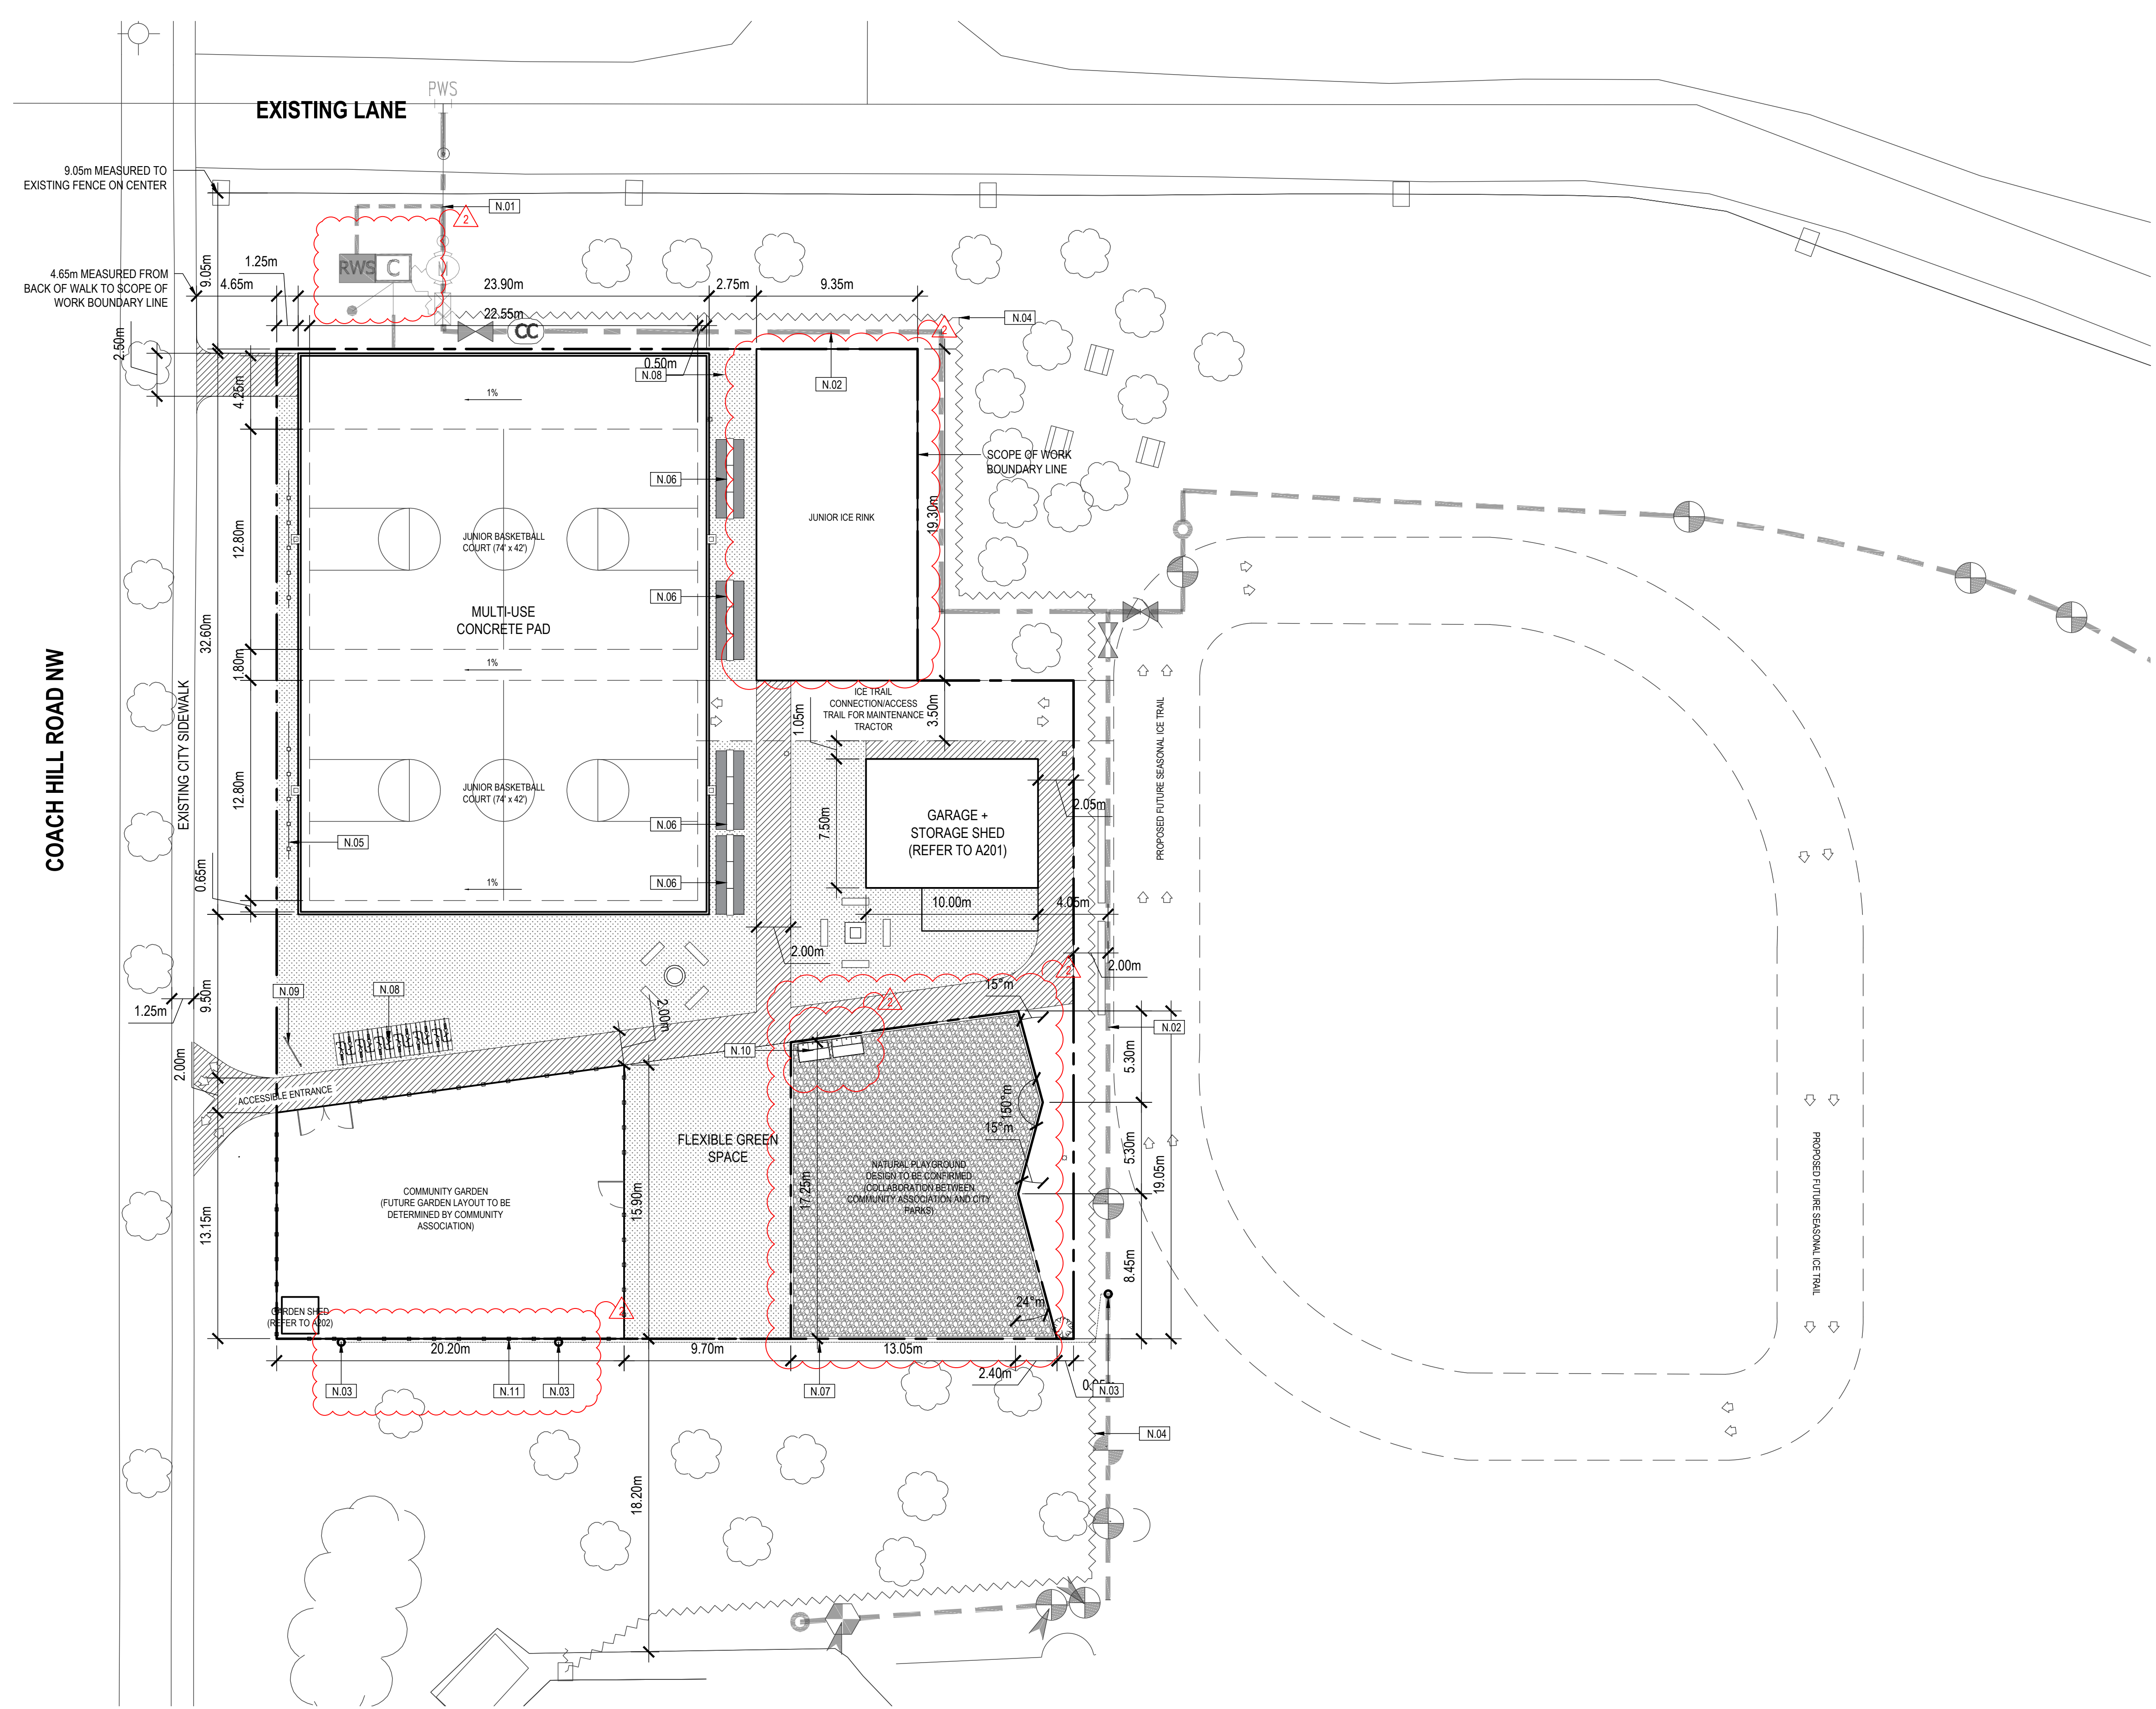 PWS
EXISTING LANE
9.05m MEASURED TO
EXISTING FENCE ON CENTER
N.01
2
RWS
C
M
4.65m MEASURED FROM
BACK OF WALK TO SCOPE OF
WORK BOUNDARY LINE
9.05m
4.65m
1.25m
23.90m
2.75m
9.35m
22.55m
CC
N.04
2
2.50m
4.25m
0.50m
N.08
N.02
1%
SCOPE OF WORK
BOUNDARY LINE
N.06
JUNIOR ICE RINK
19.30m
12.80m
JUNIOR BASKETBALL
COURT (74' x 42')
N.06
MULTI-USE
CONCRETE PAD
32.60m
1.80m
1%
COACH HILL ROAD NW
EXISTING CITY SIDEWALK
ICE TRAIL
CONNECTION/ACCESS
TRAIL FOR MAINTENANCE
TRACTOR
3.50m
1.05m
PROPOSED FUTURE SEASONAL ICE TRAIL
12.80m
JUNIOR BASKETBALL
COURT (74' x 42')
N.06
N.05
7.50m
GARAGE +
STORAGE SHED
(REFER TO A201)
2.05m
0.65m
1%
N.06
10.00m
4.05m
2.00m
2.00m
9.50m
1.25m
N.09
N.08
2.00m
15°m
2
2
N.02
N.10
2.00m
ACCESSIBLE ENTRANCE
5.30m
150°m
15°m
FLEXIBLE GREEN
SPACE
5.30m
19.05m
NATURAL PLAYGROUND
DESIGN TO BE CONFIRMED
(COLLABORATION BETWEEN
COMMUNITY ASSOCIATION AND CITY
PARKS)
COMMUNITY GARDEN
(FUTURE GARDEN LAYOUT TO BE
DETERMINED BY COMMUNITY
ASSOCIATION)
13.15m
15.90m
17.25m
8.45m
PROPOSED FUTURE SEASONAL ICE TRAIL
24°m
GARDEN SHED
(REFER TO A202)
2
20.20m
9.70m
13.05m
2.40m
N.03
N.11
N.03
N.07
N.03
N.04
18.20m